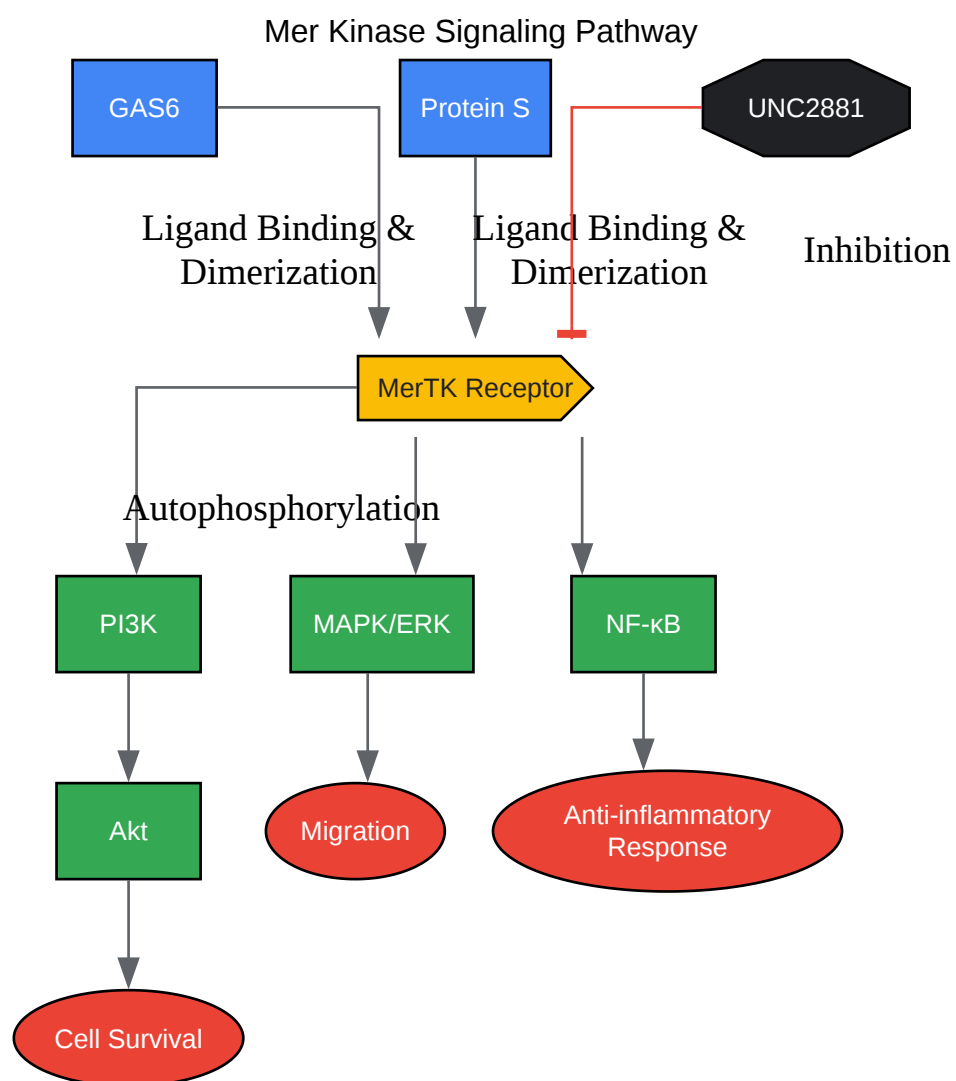 Mer Kinase Signaling Pathway
GAS6
Protein S
UNC2881
Ligand Binding &
Dimerization
Ligand Binding &
Dimerization
Inhibition
MerTK Receptor
Autophosphorylation
PI3K
MAPK/ERK
NF-κB
Akt
Migration
Anti-inflammatory
Response
Cell Survival